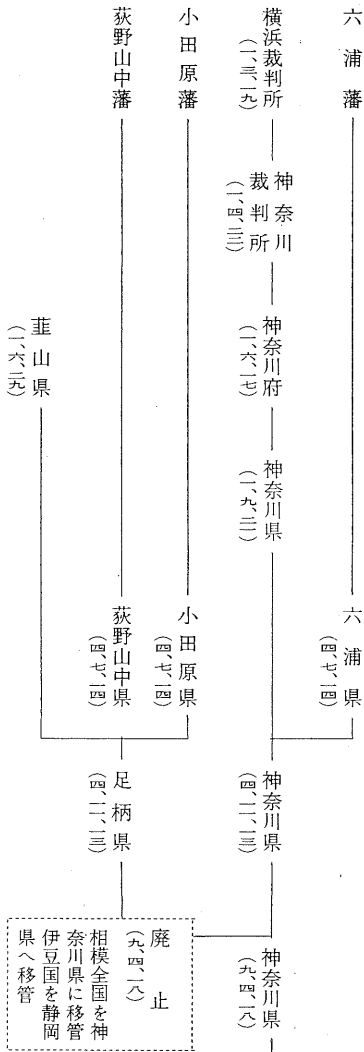 六浦藩
六浦県
(四、七、一四)
横浜裁判所
(一、三、一九)
神奈川
裁判所
(一、四、二三)
神奈川府
(一、六、一七)
神奈川県
(一、九、二一)
神奈川県
(四、一一、一三)
神奈川県
(九、四、一八)
小田原藩
小田原県
(四、七、一四)
荻野山中藩
荻野山中県
(四、七、一四)
足柄県
(四、一一、一三)
廃止
(九、四、一八)
相模全国を神
奈川県に移管
伊豆国を静岡
県へ移管
韮山県
(一、六、二九)